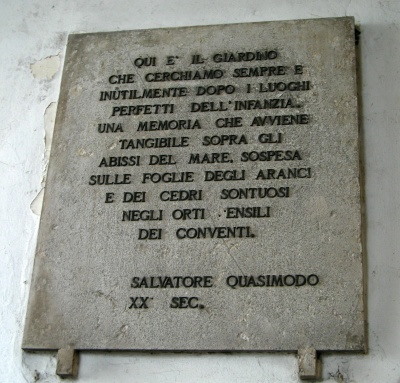 QUI E' IL GIARDINO
CHE CERCHIAMO SEMPRE E
INUTILMENTE DOPO I LUOGHI
PERFETTI DELL'INFANZIA.
UNA MEMORIA CHE AVVIENE
TANGIBILE SOPRA GLI
ABISSI DEL MARE, SOSPESA
SULLE FOGLIE DEGLI ARANCI
E DEI CEDRI SONTUOSI
NEGLI ORTI ENSILI
DEI CONVENTI.
SALVATORE QUASIMODO
XX° SEC.